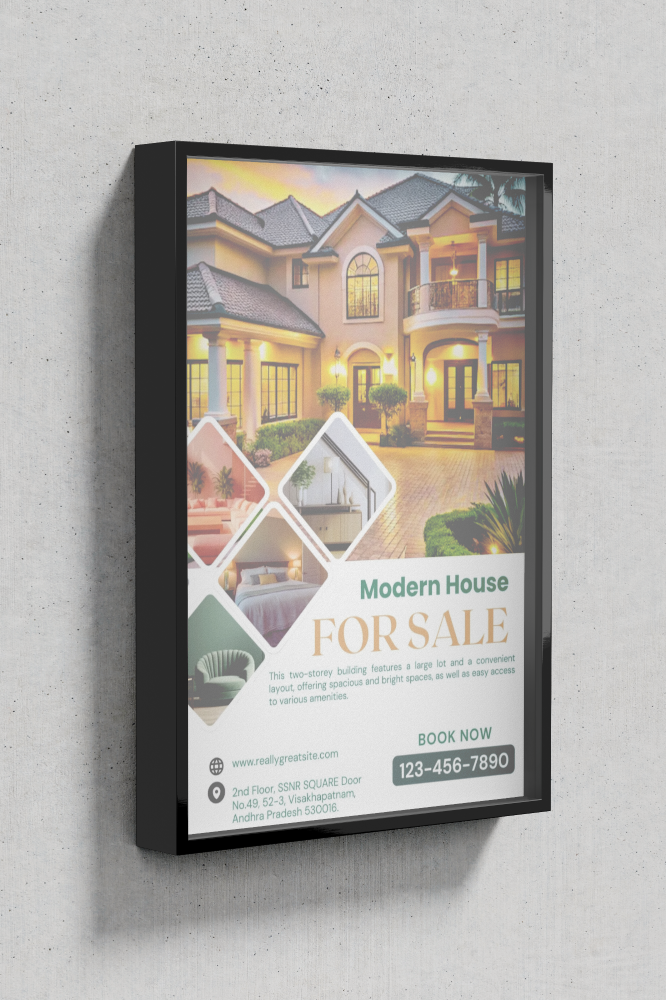 Modern House
FOR SALE
This two-storey building features a large lot and a convenient
layout, offering spacious and bright spaces, as well as easy access
to various amenities.
BOOK NOW
123-456-7890
www.reallygreatsite.com
2nd Floor, SSNR SQUARE Door
No.49, 52-3, Visakhapatnam,
Andhra Pradesh 530016.